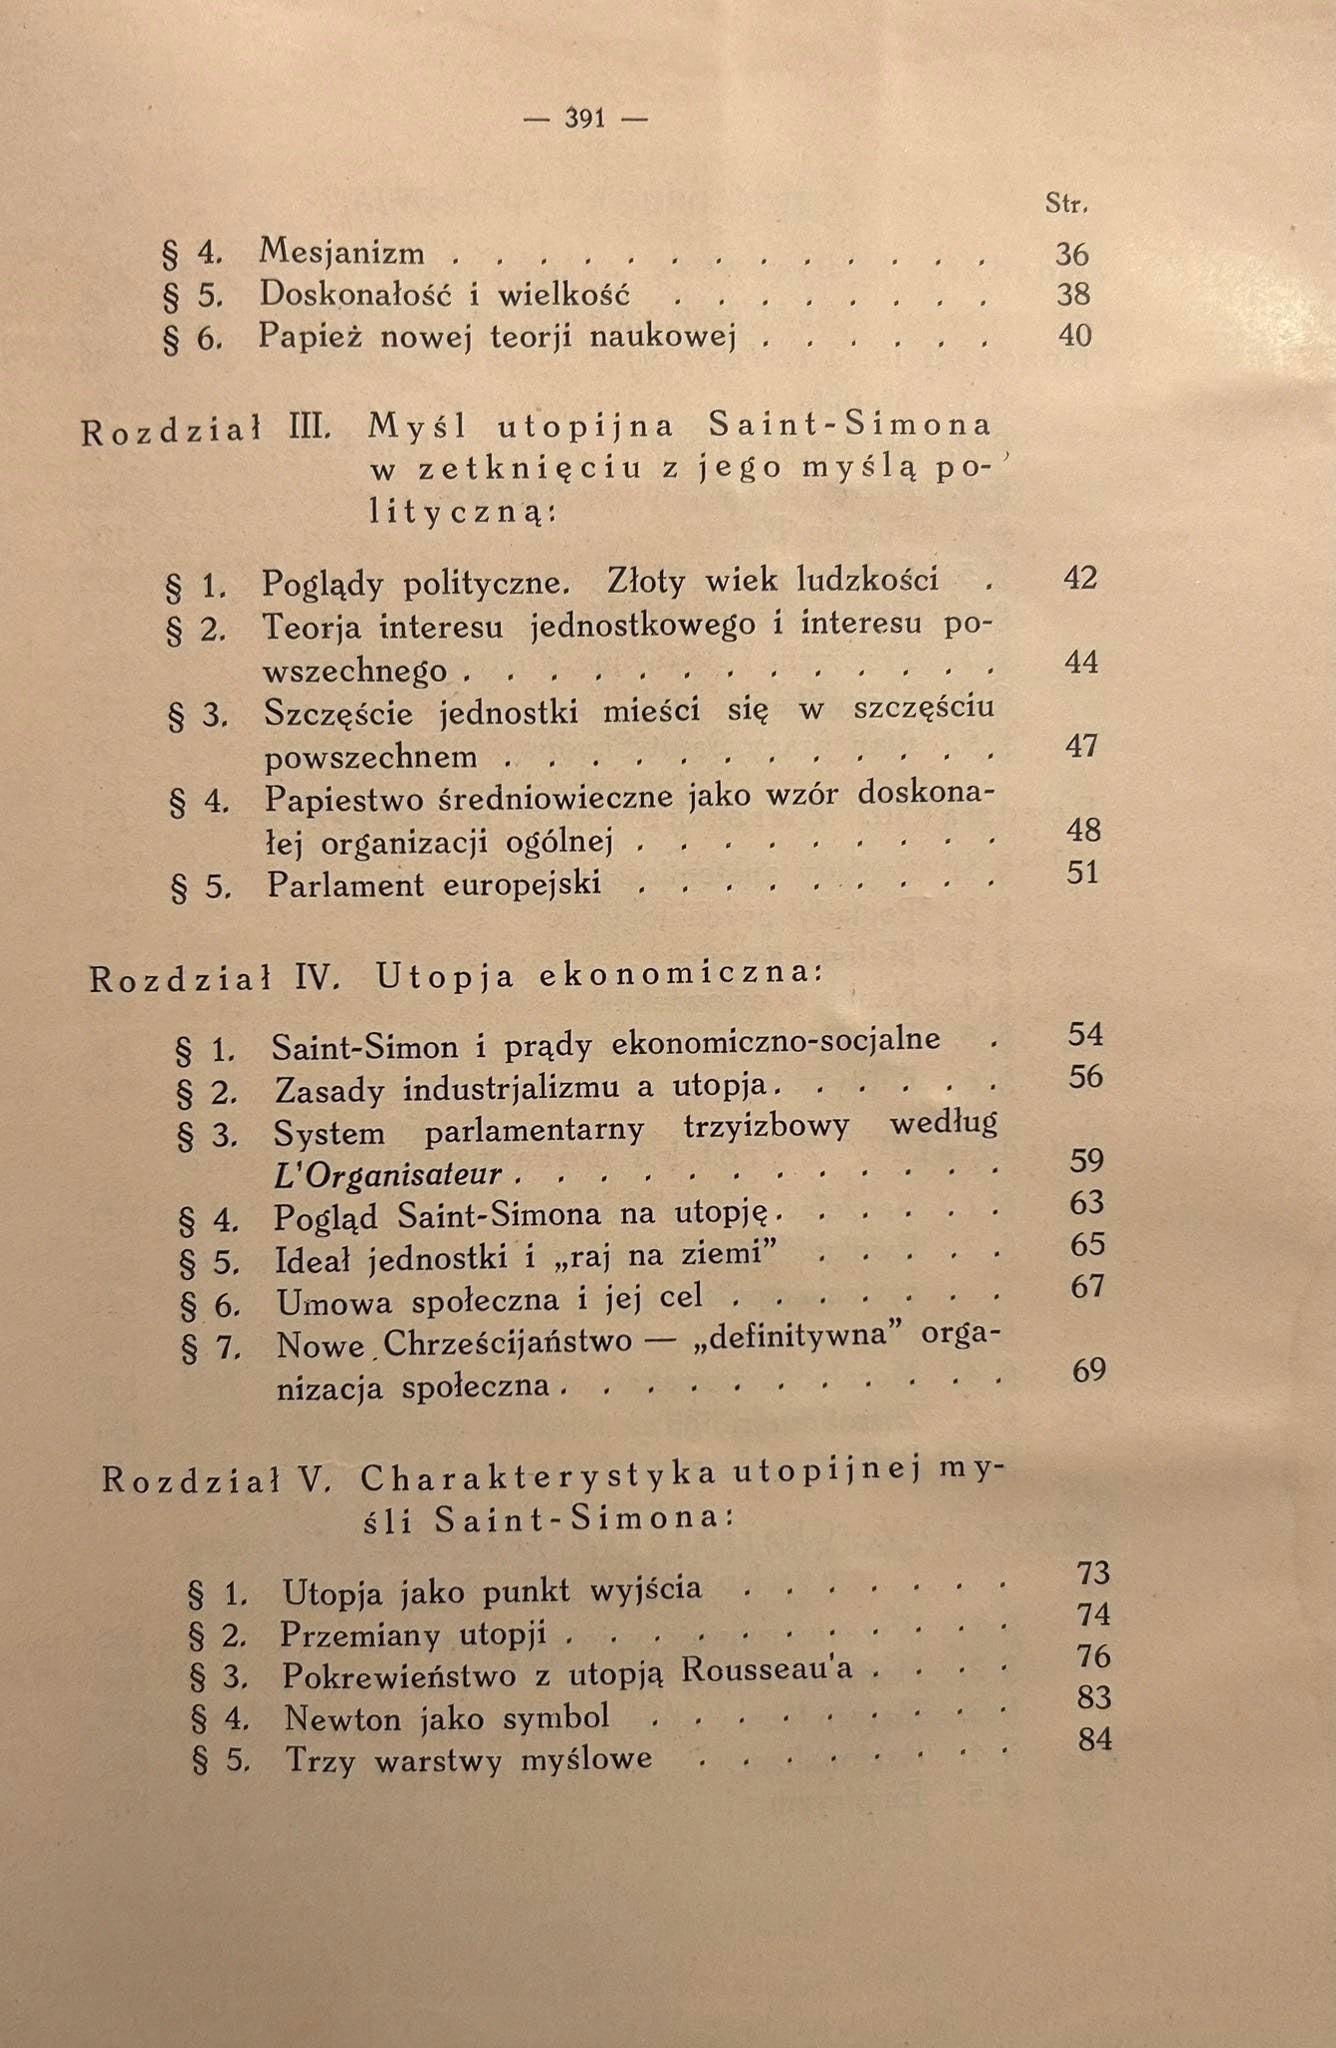 — 391 —
Str.
§ 4. Mesjanizm . . . . . . . . . . . . . 36
§ 5. Doskonałość i wielkość . . . . . . . . 38
§ 6. Papież nowej teorji naukowej . . . . . . 40
Rozdział III. Myśl utopijna Saint-Simona
w zetknięciu z jego myślą po-
lityczną:
§ 1. Poglądy polityczne. Złoty wiek ludzkości . 42
§ 2. Teorja interesu jednostkowego i interesu po-
wszechnego . . . . . . . . . . . . . 44
§ 3. Szczęście jednostki mieści się w szczęściu
powszechnem . . . . . . . . . . . . 47
§ 4. Papiestwo średniowieczne jako wzór doskona-
łej organizacji ogólnej . . . . . . . . . 48
§ 5. Parlament europejski . . . . . . . . . 51
Rozdział IV. Utopja ekonomiczna:
§ 1. Saint-Simon i prądy ekonomiczno-socjalne . 54
§ 2. Zasady industrjalizmu a utopja . . . . . . 56
§ 3. System parlamentarny trzyizbowy według
L'Organisateur . . . . . . . . . . . . 59
§ 4. Pogląd Saint-Simona na utopję . . . . . . 63
§ 5. Ideał jednostki i „raj na ziemi” . . . . . 65
§ 6. Umowa społeczna i jej cel . . . . . . . 67
§ 7. Nowe Chrześcijaństwo — „definitywna” orga-
nizacja społeczna . . . . . . . . . . . 69
Rozdział V. Charakterystyka utopijnej my-
śli Saint-Simona:
§ 1. Utopja jako punkt wyjścia . . . . . . . 73
§ 2. Przemiany utopji . . . . . . . . . . . 74
§ 3. Pokrewieństwo z utopją Rousseau'a . . . . 76
§ 4. Newton jako symbol . . . . . . . . . 83
§ 5. Trzy warstwy myślowe . . . . . . . . 84